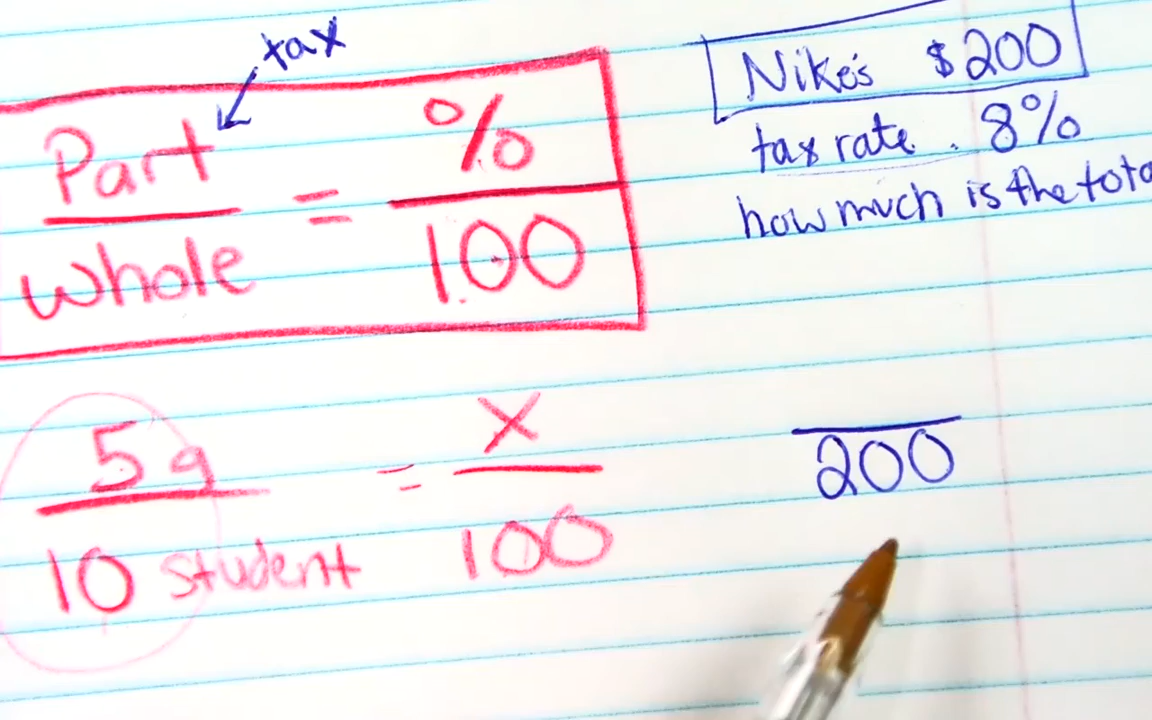 tax
Part
whole
=
%
100
Nike's $200
tax rate . 8%
how much is the tota
5 g
10 student
=
x
100
200